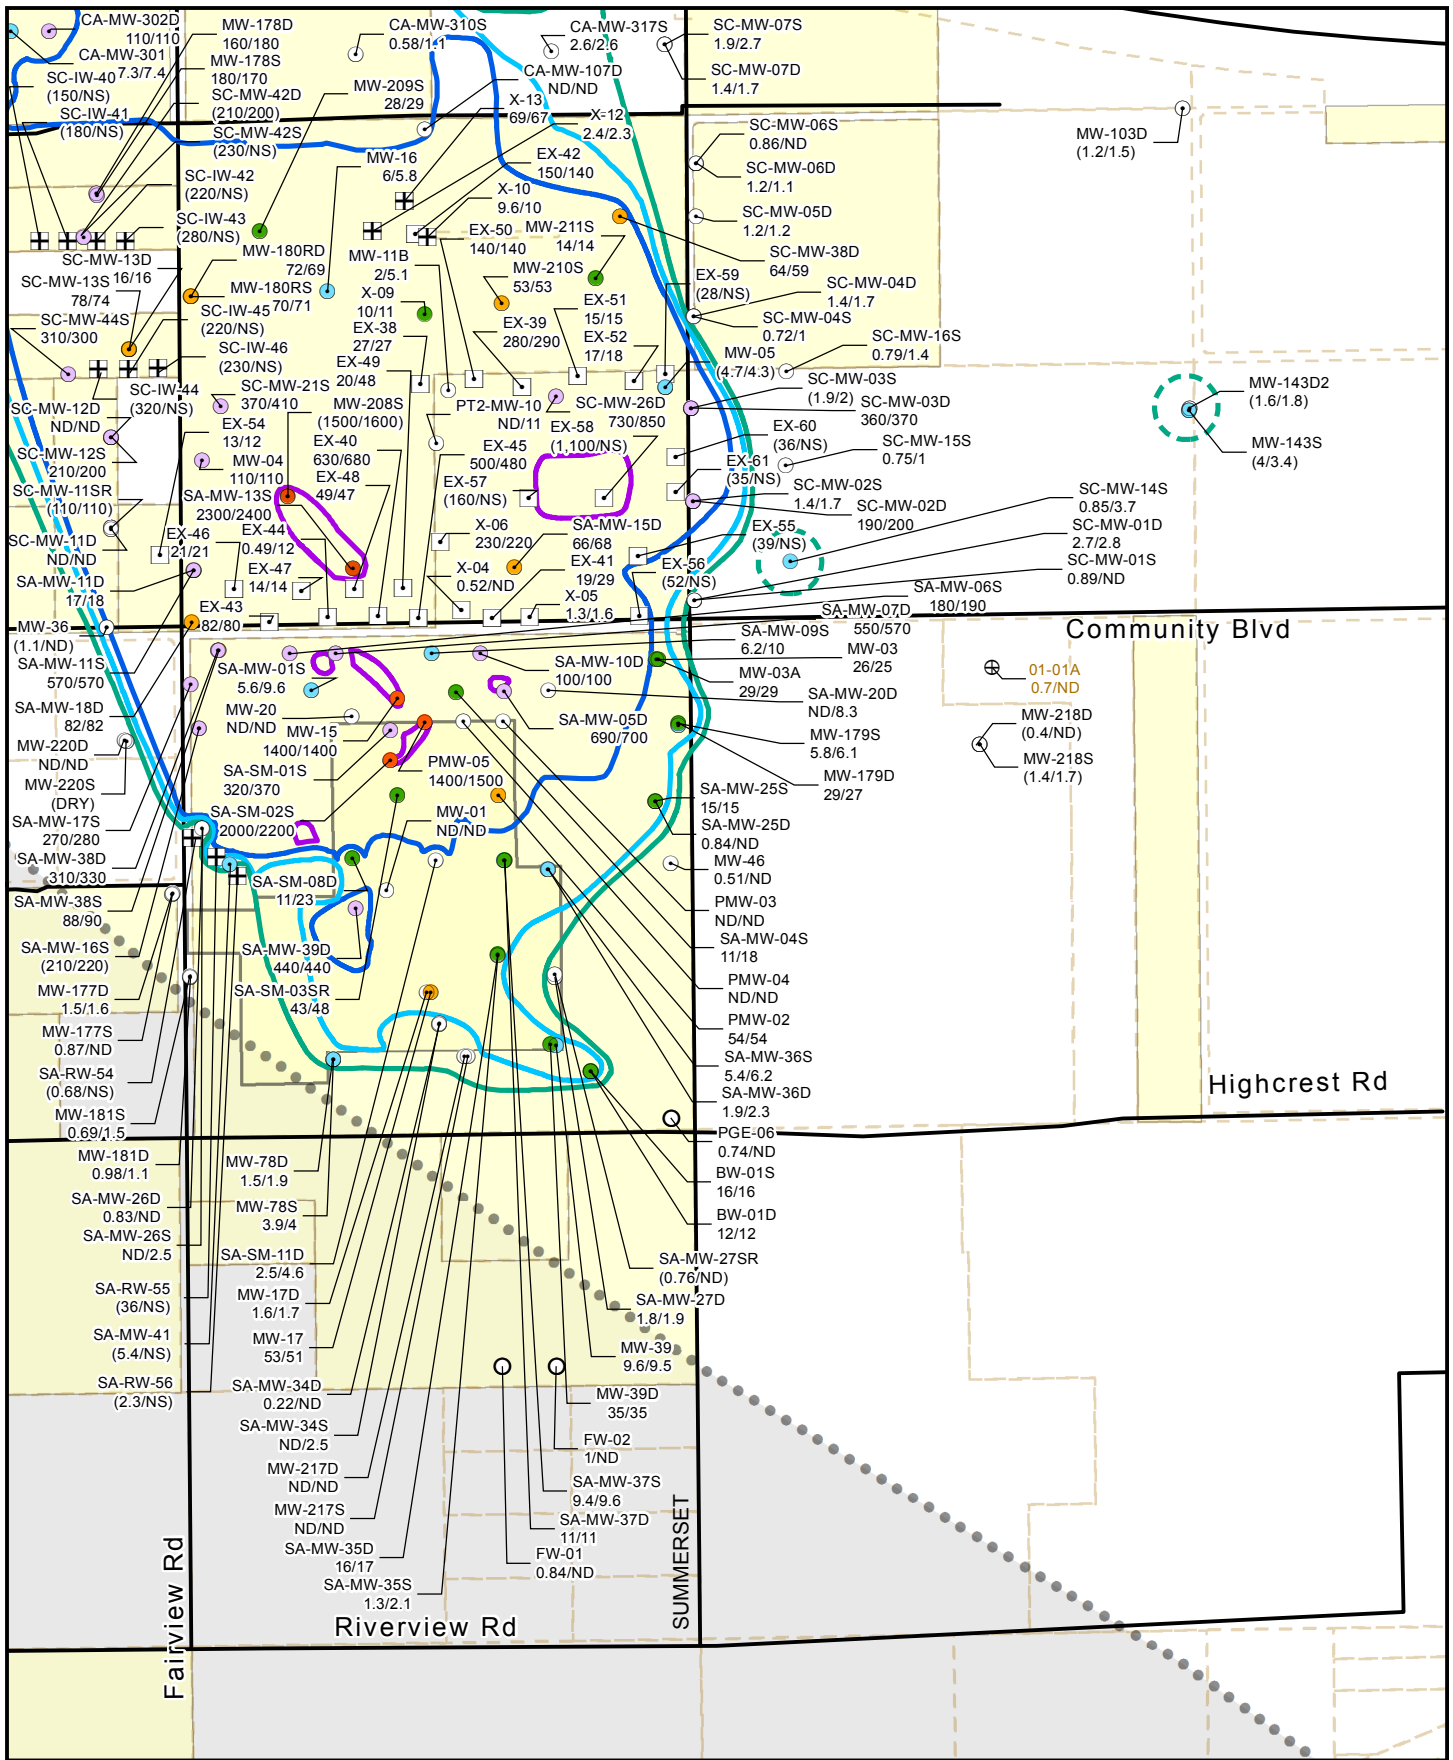 CA-MW-302D
110/110
CA-MW-301
7.3/7.4
SC-IW-40
(150/NS)
SC-IW-41
(180/NS)
MW-178D
160/180
MW-178S
180/170
SC-MW-42D
(210/200)
SC-MW-42S
(230/NS)
SC-IW-42
(220/NS)
SC-IW-43
(280/NS)
CA-MW-310S
0.58/1.1
MW-209S
28/29
CA-MW-317S
2.6/2.6
CA-MW-107D
ND/ND
X-13
69/67
X-12
2.4/2.3
MW-16
6/5.8
EX-42
150/140
X-10
9.6/10
SC-MW-07S
1.9/2.7
SC-MW-07D
1.4/1.7
SC-MW-06S
0.86/ND
SC-MW-06D
1.2/1.1
SC-MW-05D
1.2/1.2
SC-MW-38D
64/59
MW-103D
(1.2/1.5)
SC-MW-13D
16/16
SC-MW-13S
78/74
SC-MW-44S
310/300
MW-180RD
72/69
MW-180RS
70/71
SC-IW-45
(220/NS)
SC-IW-46
(230/NS)
SC-IW-44
(320/NS)
MW-11B
2/5.1
X-09
10/11
EX-38
27/27
EX-49
20/48
EX-50
140/140
MW-211S
14/14
MW-210S
53/53
EX-51
15/15
EX-39
280/290
EX-52
17/18
EX-59
(28/NS)
SC-MW-04D
1.4/1.7
SC-MW-04S
0.72/1
SC-MW-16S
0.79/1.4
MW-05
(4.7/4.3)
SC-MW-03S
(1.9/2)
SC-MW-03D
360/370
MW-143D2
(1.6/1.8)
MW-143S
(4/3.4)
SC-MW-12D
ND/ND
SC-MW-12S
210/200
SC-MW-11SR
(110/110)
SC-MW-11D
ND/ND
SC-MW-21S
370/410
EX-54
13/12
MW-04
110/110
SA-MW-13S
2300/2400
MW-208S
(1500/1600)
EX-40
630/680
EX-48
49/47
PT2-MW-10
ND/11
EX-45
500/480
EX-57
(160/NS)
SC-MW-26D
730/850
EX-58
(1,100/NS)
EX-60
(36/NS)
SC-MW-15S
0.75/1
EX-61
(35/NS)
SC-MW-02S
1.4/1.7
SC-MW-02D
190/200
SC-MW-14S
0.85/3.7
SC-MW-01D
2.7/2.8
SC-MW-01S
0.89/ND
EX-46
21/21
EX-44
0.49/12
EX-47
14/14
EX-43
82/80
X-06
230/220
SA-MW-15D
66/68
X-04
0.52/ND
EX-41
19/29
X-05
1.3/1.6
EX-55
(39/NS)
EX-56
(52/NS)
SA-MW-06S
180/190
SA-MW-07D
550/570
Community Blvd
SA-MW-11D
17/18
MW-36
(1.1/ND)
SA-MW-11S
570/570
SA-MW-18D
82/82
MW-220D
ND/ND
MW-220S
(DRY)
SA-MW-17S
270/280
SA-MW-38D
310/330
SA-MW-38S
88/90
SA-MW-16S
(210/220)
MW-177D
1.5/1.6
MW-177S
0.87/ND
SA-RW-54
(0.68/NS)
MW-181S
0.69/1.5
MW-181D
0.98/1.1
SA-MW-26D
0.83/ND
SA-MW-26S
ND/2.5
SA-RW-55
(36/NS)
SA-MW-41
(5.4/NS)
SA-RW-56
(2.3/NS)
SA-MW-01S
5.6/9.6
MW-20
ND/ND
MW-15
1400/1400
SA-SM-01S
320/370
SA-SM-02S
2000/2200
PMW-05
1400/1500
MW-01
ND/ND
SA-MW-10D
100/100
SA-MW-05D
690/700
SA-MW-09S
6.2/10
MW-03
26/25
MW-03A
29/29
SA-MW-20D
ND/8.3
MW-179S
5.8/6.1
MW-179D
29/27
01-01A
0.7/ND
MW-218D
(0.4/ND)
MW-218S
(1.4/1.7)
SA-MW-25S
15/15
SA-MW-25D
0.84/ND
MW-46
0.51/ND
PMW-03
ND/ND
SA-MW-04S
11/18
PMW-04
ND/ND
PMW-02
54/54
SA-MW-36S
5.4/6.2
SA-MW-36D
1.9/2.3
PGE-06
0.74/ND
BW-01S
16/16
BW-01D
12/12
SA-MW-27SR
(0.76/ND)
SA-MW-27D
1.8/1.9
MW-39
9.6/9.5
MW-39D
35/35
FW-02
1/ND
SA-MW-37S
9.4/9.6
SA-MW-37D
11/11
FW-01
0.84/ND
SA-SM-08D
11/23
SA-MW-39D
440/440
SA-SM-03SR
43/48
MW-78D
1.5/1.9
MW-78S
3.9/4
SA-SM-11D
2.5/4.6
MW-17D
1.6/1.7
MW-17
53/51
SA-MW-34D
0.22/ND
SA-MW-34S
ND/2.5
MW-217D
ND/ND
MW-217S
ND/ND
SA-MW-35D
16/17
SA-MW-35S
1.3/2.1
Highcrest Rd
Fairview Rd
SUMMERSET
Riverview Rd